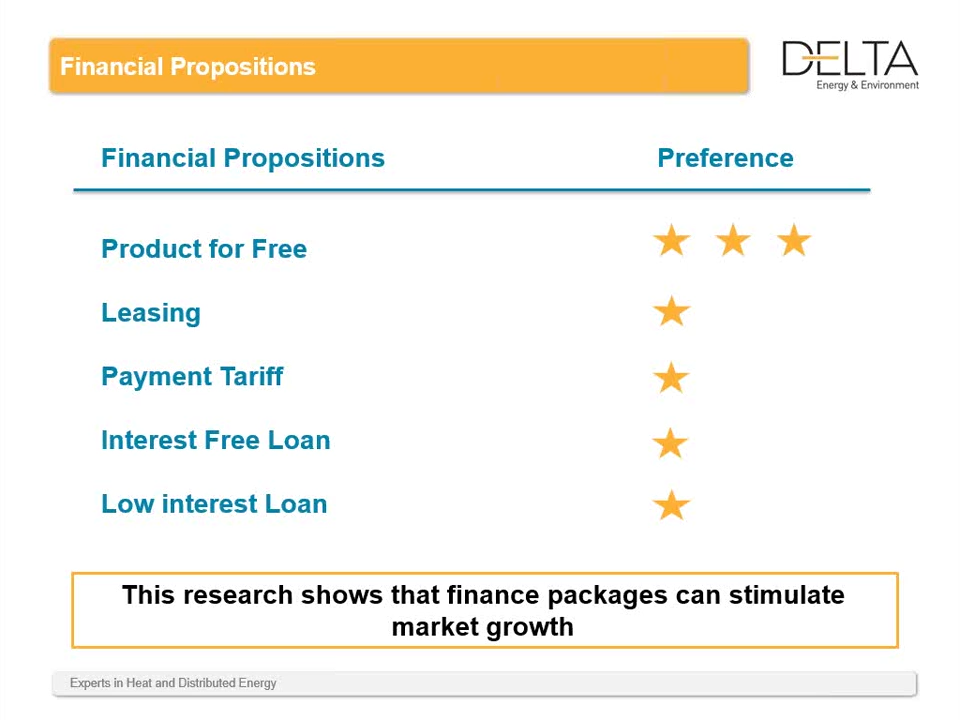 Financial Propositions
DELTA
Energy & Environment
Financial Propositions Preference
Product for Free
Leasing
Payment Tariff
Interest Free Loan
Low interest Loan
This research shows that finance packages can stimulate
market growth
Experts in Heat and Distributed Energy